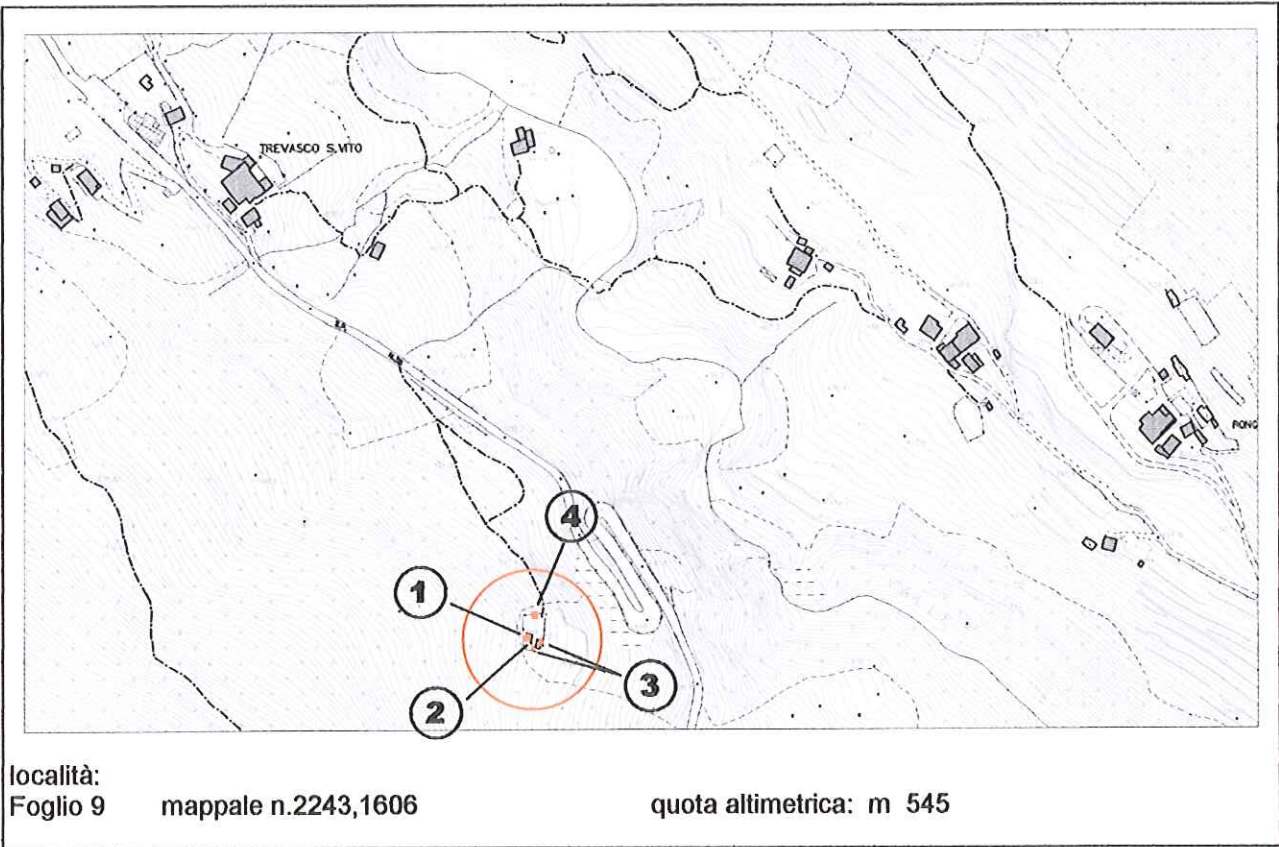 TREVASCO S.VITO
RONC
4
1
3
2
località:
Foglio 9 mappale n.2243,1606 quota altimetrica: m 545